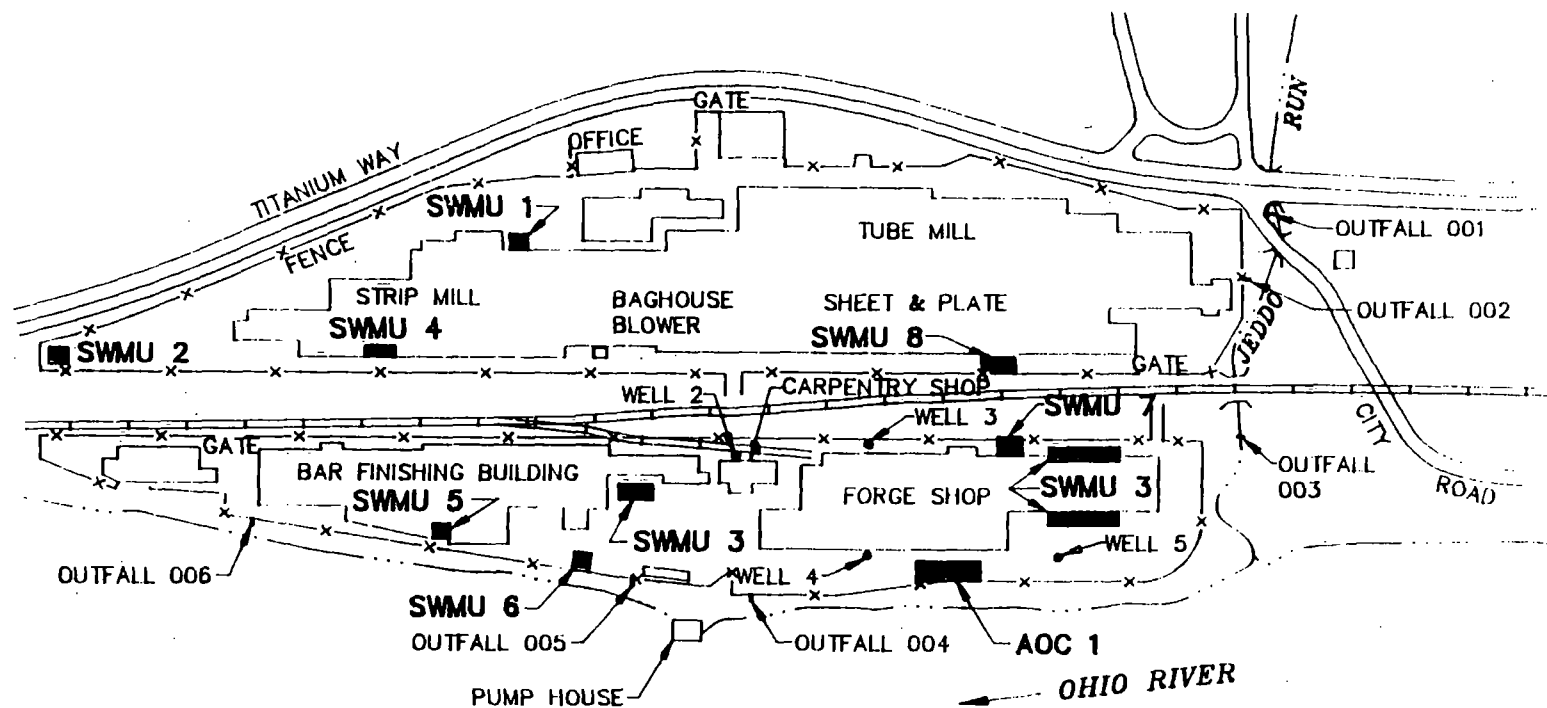 GATE
RUN
OFFICE
TITANIUM WAY
SWMU 1
TUBE MILL
OUTFALL 001
FENCE
STRIP MILL
BAGHOUSE
BLOWER
SHEET & PLATE
OUTFALL 002
SWMU 4
SWMU 8
JEDDO
SWMU 2
GATE
WELL 2
CARPENTRY SHOP
WELL 3
SWMU 7
CITY
GATE
BAR FINISHING BUILDING
SWMU 5
FORGE SHOP
SWMU 3
OUTFALL
003
ROAD
SWMU 3
WELL 5
OUTFALL 006
WELL 4
SWMU 6
OUTFALL 005
OUTFALL 004
AOC 1
PUMP HOUSE
OHIO RIVER